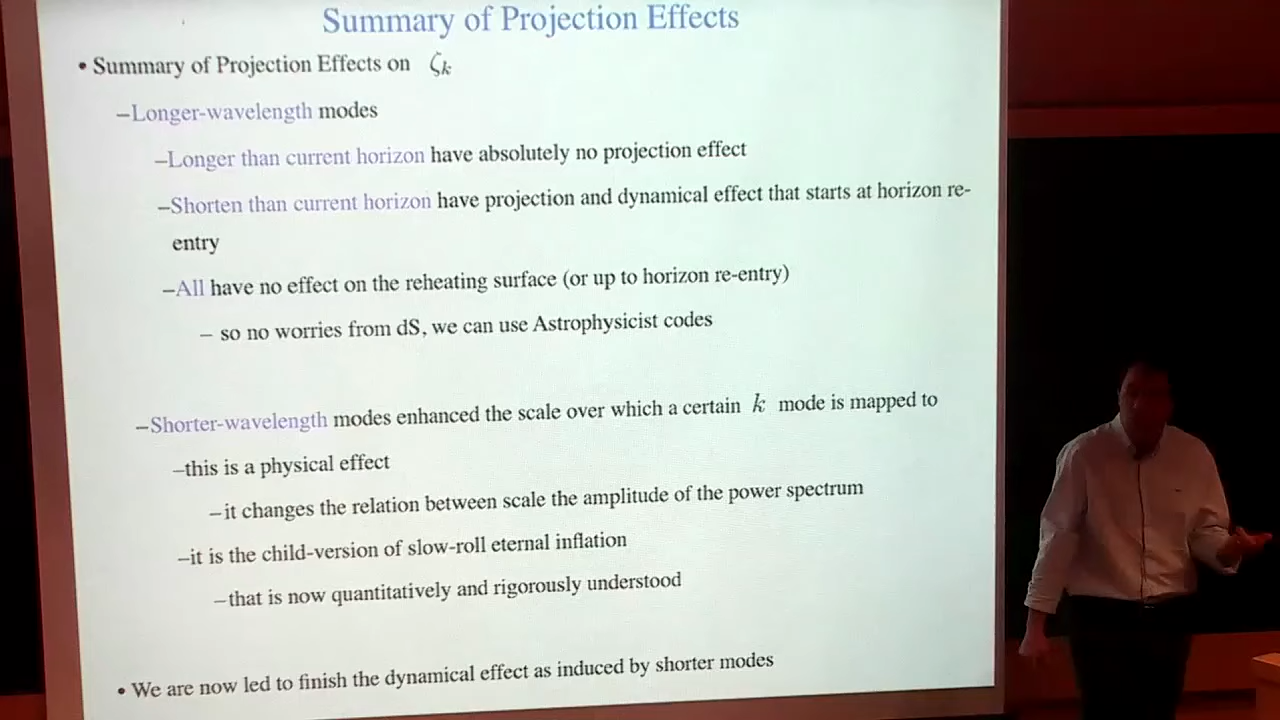 Summary of Projection Effects
• Summary of Projection Effects on ζk
–Longer-wavelength modes
–Longer than current horizon have absolutely no projection effect
–Shorten than current horizon have projection and dynamical effect that starts at horizon re-
entry
–All have no effect on the reheating surface (or up to horizon re-entry)
– so no worries from dS, we can use Astrophysicist codes
–Shorter-wavelength modes enhanced the scale over which a certain k mode is mapped to
–this is a physical effect
–it changes the relation between scale the amplitude of the power spectrum
–it is the child-version of slow-roll eternal inflation
–that is now quantitatively and rigorously understood
• We are now led to finish the dynamical effect as induced by shorter modes